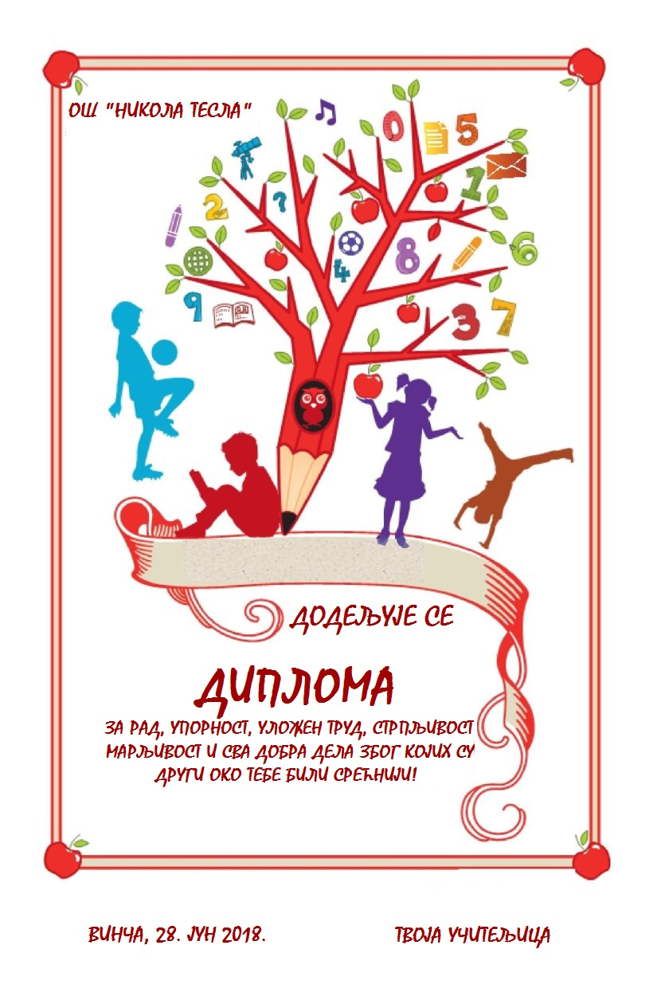 ОШ "НИКОЛА ТЕСЛА"
0 5
1
2 ?
8 6
4
9 3 7
ДОДЕЉУЈЕ СЕ
ДИПЛОМА
ЗА РАД, УПОРНОСТ, УЛОЖЕН ТРУД, СТРПЉИВОСТ
МАРЉИВОСТ И СВА ДОБРА ДЕЛА ЗБОГ КОЈИХ СУ
ДРУГИ ОКО ТЕБЕ БИЛИ СРЕЋНИЈИ!
ВИНЧА, 28. ЈУН 2018.
ТВОЈА УЧИТЕЉИЦА